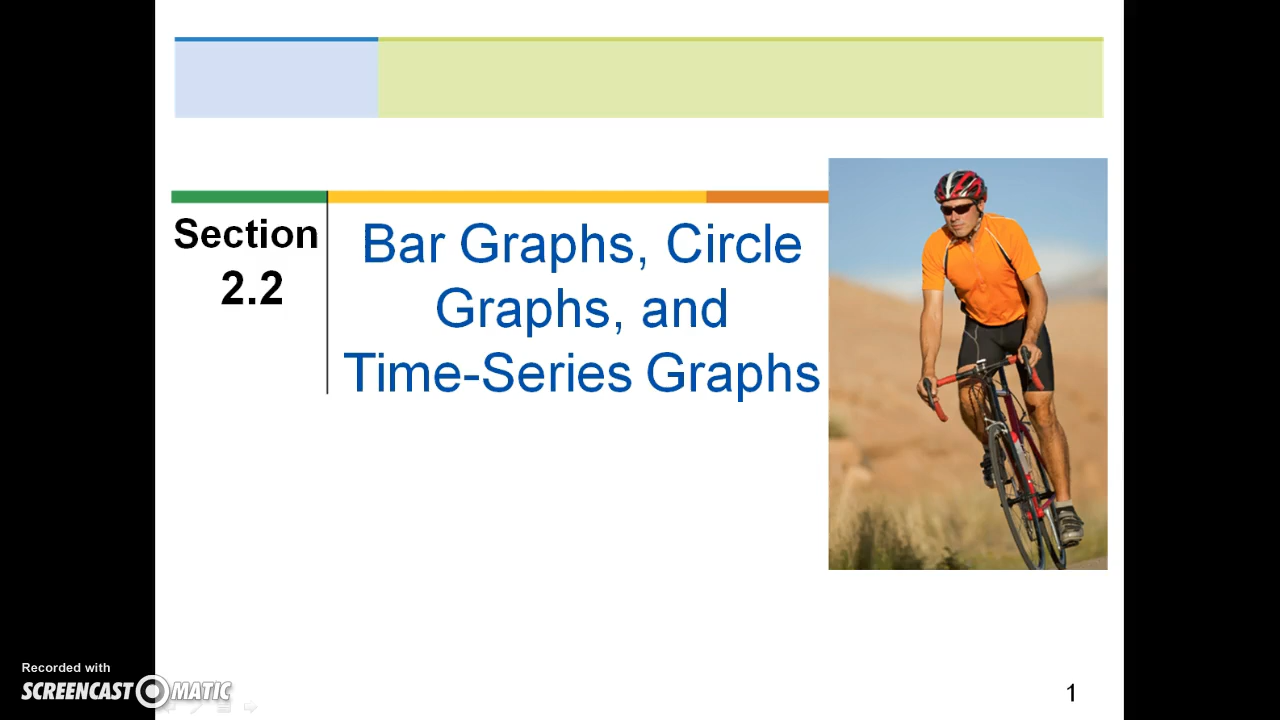 Section
2.2
Bar Graphs, Circle
Graphs, and
Time-Series Graphs
Recorded with
SCREENCAST-O-MATIC
1